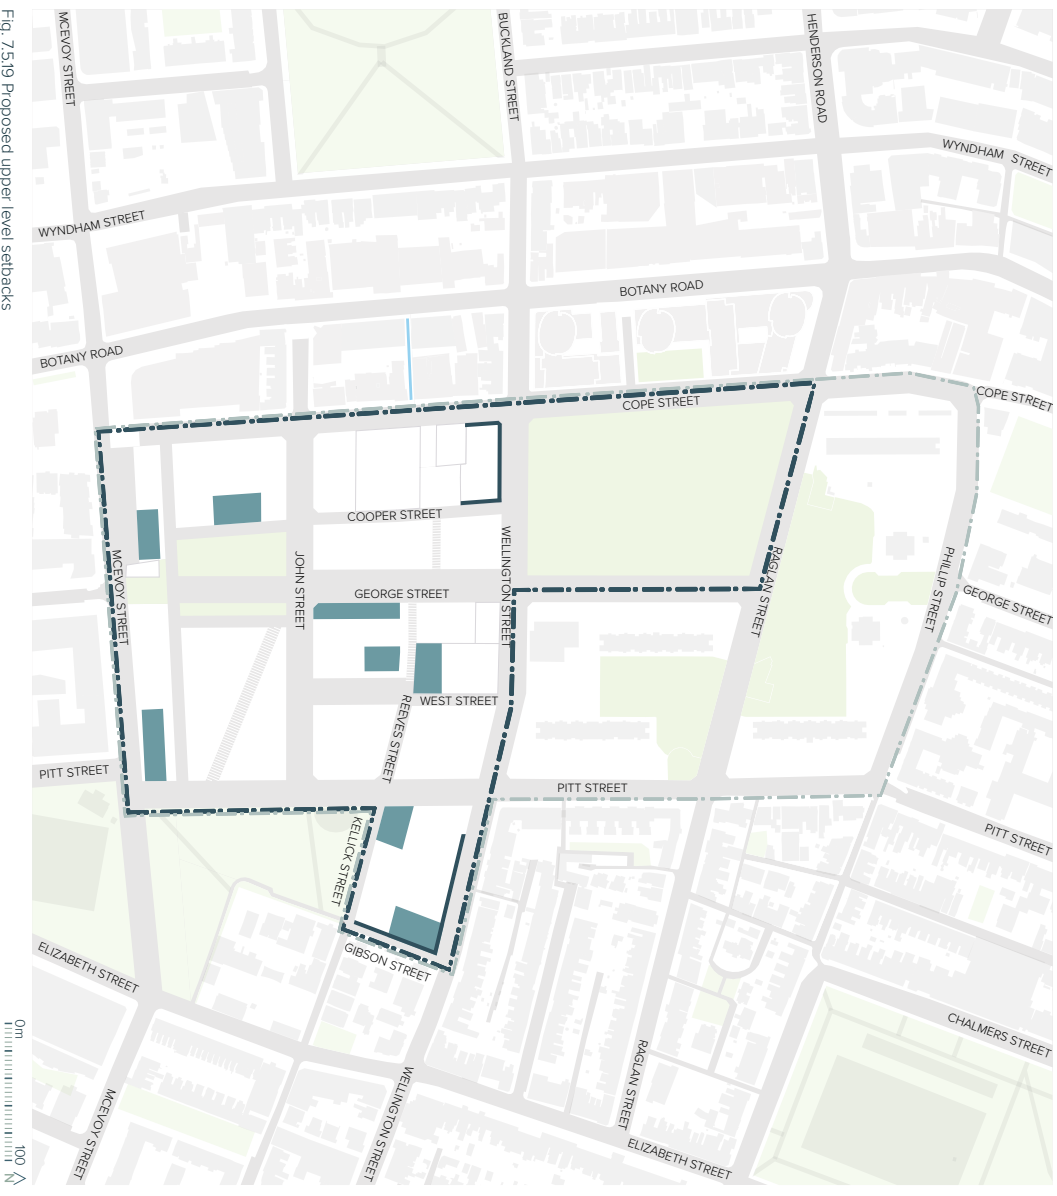 MCEVOY STREET
BUCKLAND STREET
HENDERSON ROAD
WYNDHAM STREET
WYNDHAM STREET
BOTANY ROAD
BOTANY ROAD
COPE STREET
COPE STREET
COOPER STREET
MCEVOY STREET
JOHN STREET
WELLINGTON STREET
RAGLAN STREET
PHILLIP STREET
GEORGE STREET
GEORGE STREET
WEST STREET
REEVES STREET
PITT STREET
PITT STREET
PITT STREET
KELLICK STREET
GIBSON STREET
ELIZABETH STREET
CHALMERS STREET
MCEVOY STREET
WELLINGTON STREET
RAGLAN STREET
ELIZABETH STREET
Fig. 7.5.19 Proposed upper level setbacks
0m 100 N